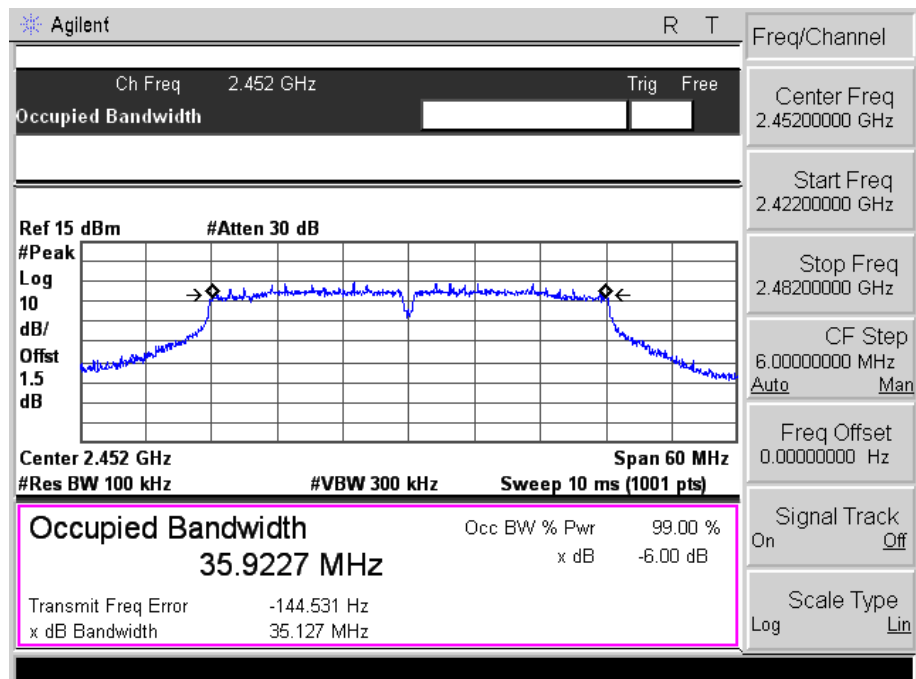 Agilent R T
Ch Freq 2.452 GHz Trig Free
Occupied Bandwidth
Ref 15 dBm #Atten 30 dB
#Peak
Log
10
dB/
Offst
1.5
dB
Center 2.452 GHz Span 60 MHz
#Res BW 100 kHz #VBW 300 kHz Sweep 10 ms (1001 pts)
Occupied Bandwidth Occ BW % Pwr 99.00 %
35.9227 MHz x dB -6.00 dB
Transmit Freq Error -144.531 Hz
x dB Bandwidth 35.127 MHz
Freq/Channel
Center Freq
2.45200000 GHz
Start Freq
2.42200000 GHz
Stop Freq
2.48200000 GHz
CF Step
6.00000000 MHz
Auto Man
Freq Offset
0.00000000 Hz
Signal Track
On Off
Scale Type
Log Lin